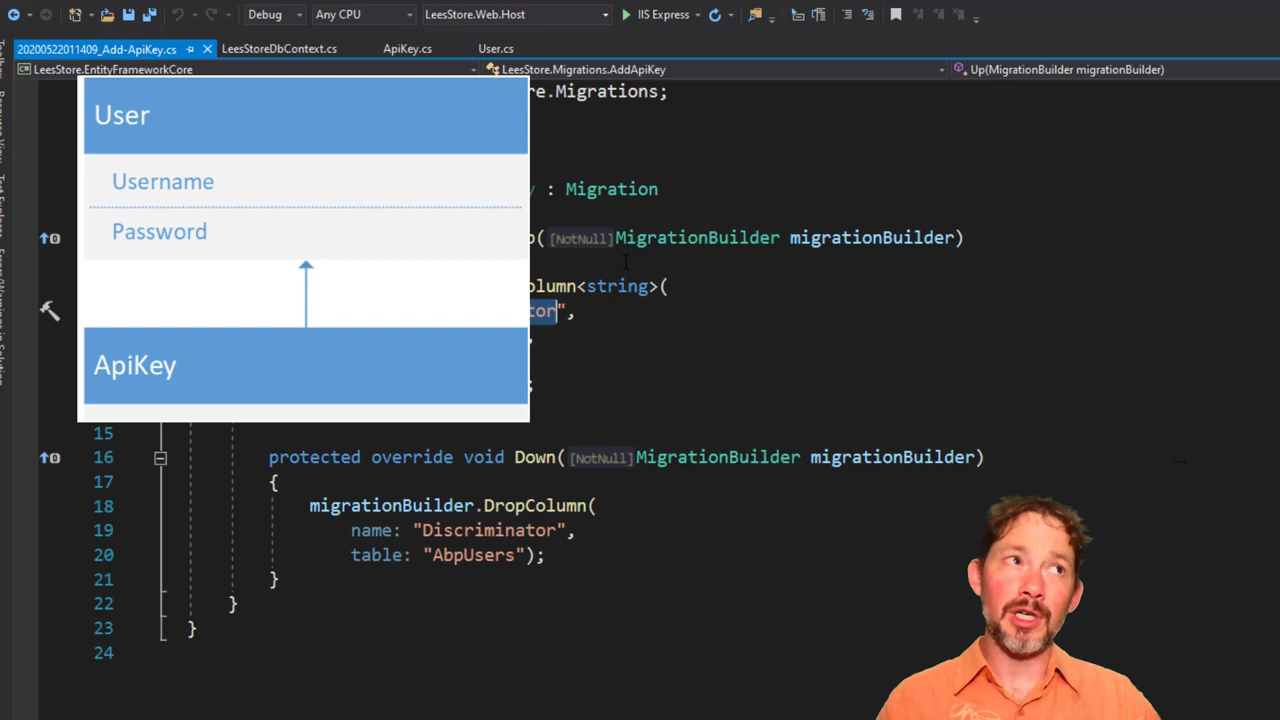 Debug
Any CPU
LeesStore.Web.Host
IIS Express
20200522011409_Add-ApiKey.cs
LeesStoreDbContext.cs
ApiKey.cs
User.cs
LeesStore.EntityFrameworkCore
LeesStore.Migrations.AddApiKey
Up(MigrationBuilder migrationBuilder)
re.Migrations;
: Migration
p([NotNull]MigrationBuilder migrationBuilder)
olumn<string>(
tor",
User
Username
Password
ApiKey
15
16 protected override void Down([NotNull]MigrationBuilder migrationBuilder)
17 {
18 migrationBuilder.DropColumn(
19 name: "Discriminator",
20 table: "AbpUsers");
21 }
22 }
23 }
24